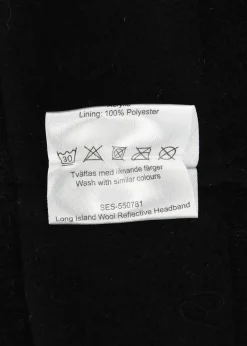 Lining: 100% Polyester
30
Tvättas med liknande färger
Wash with similar colours
SES-550781
Long Island Wool Reflective Headband